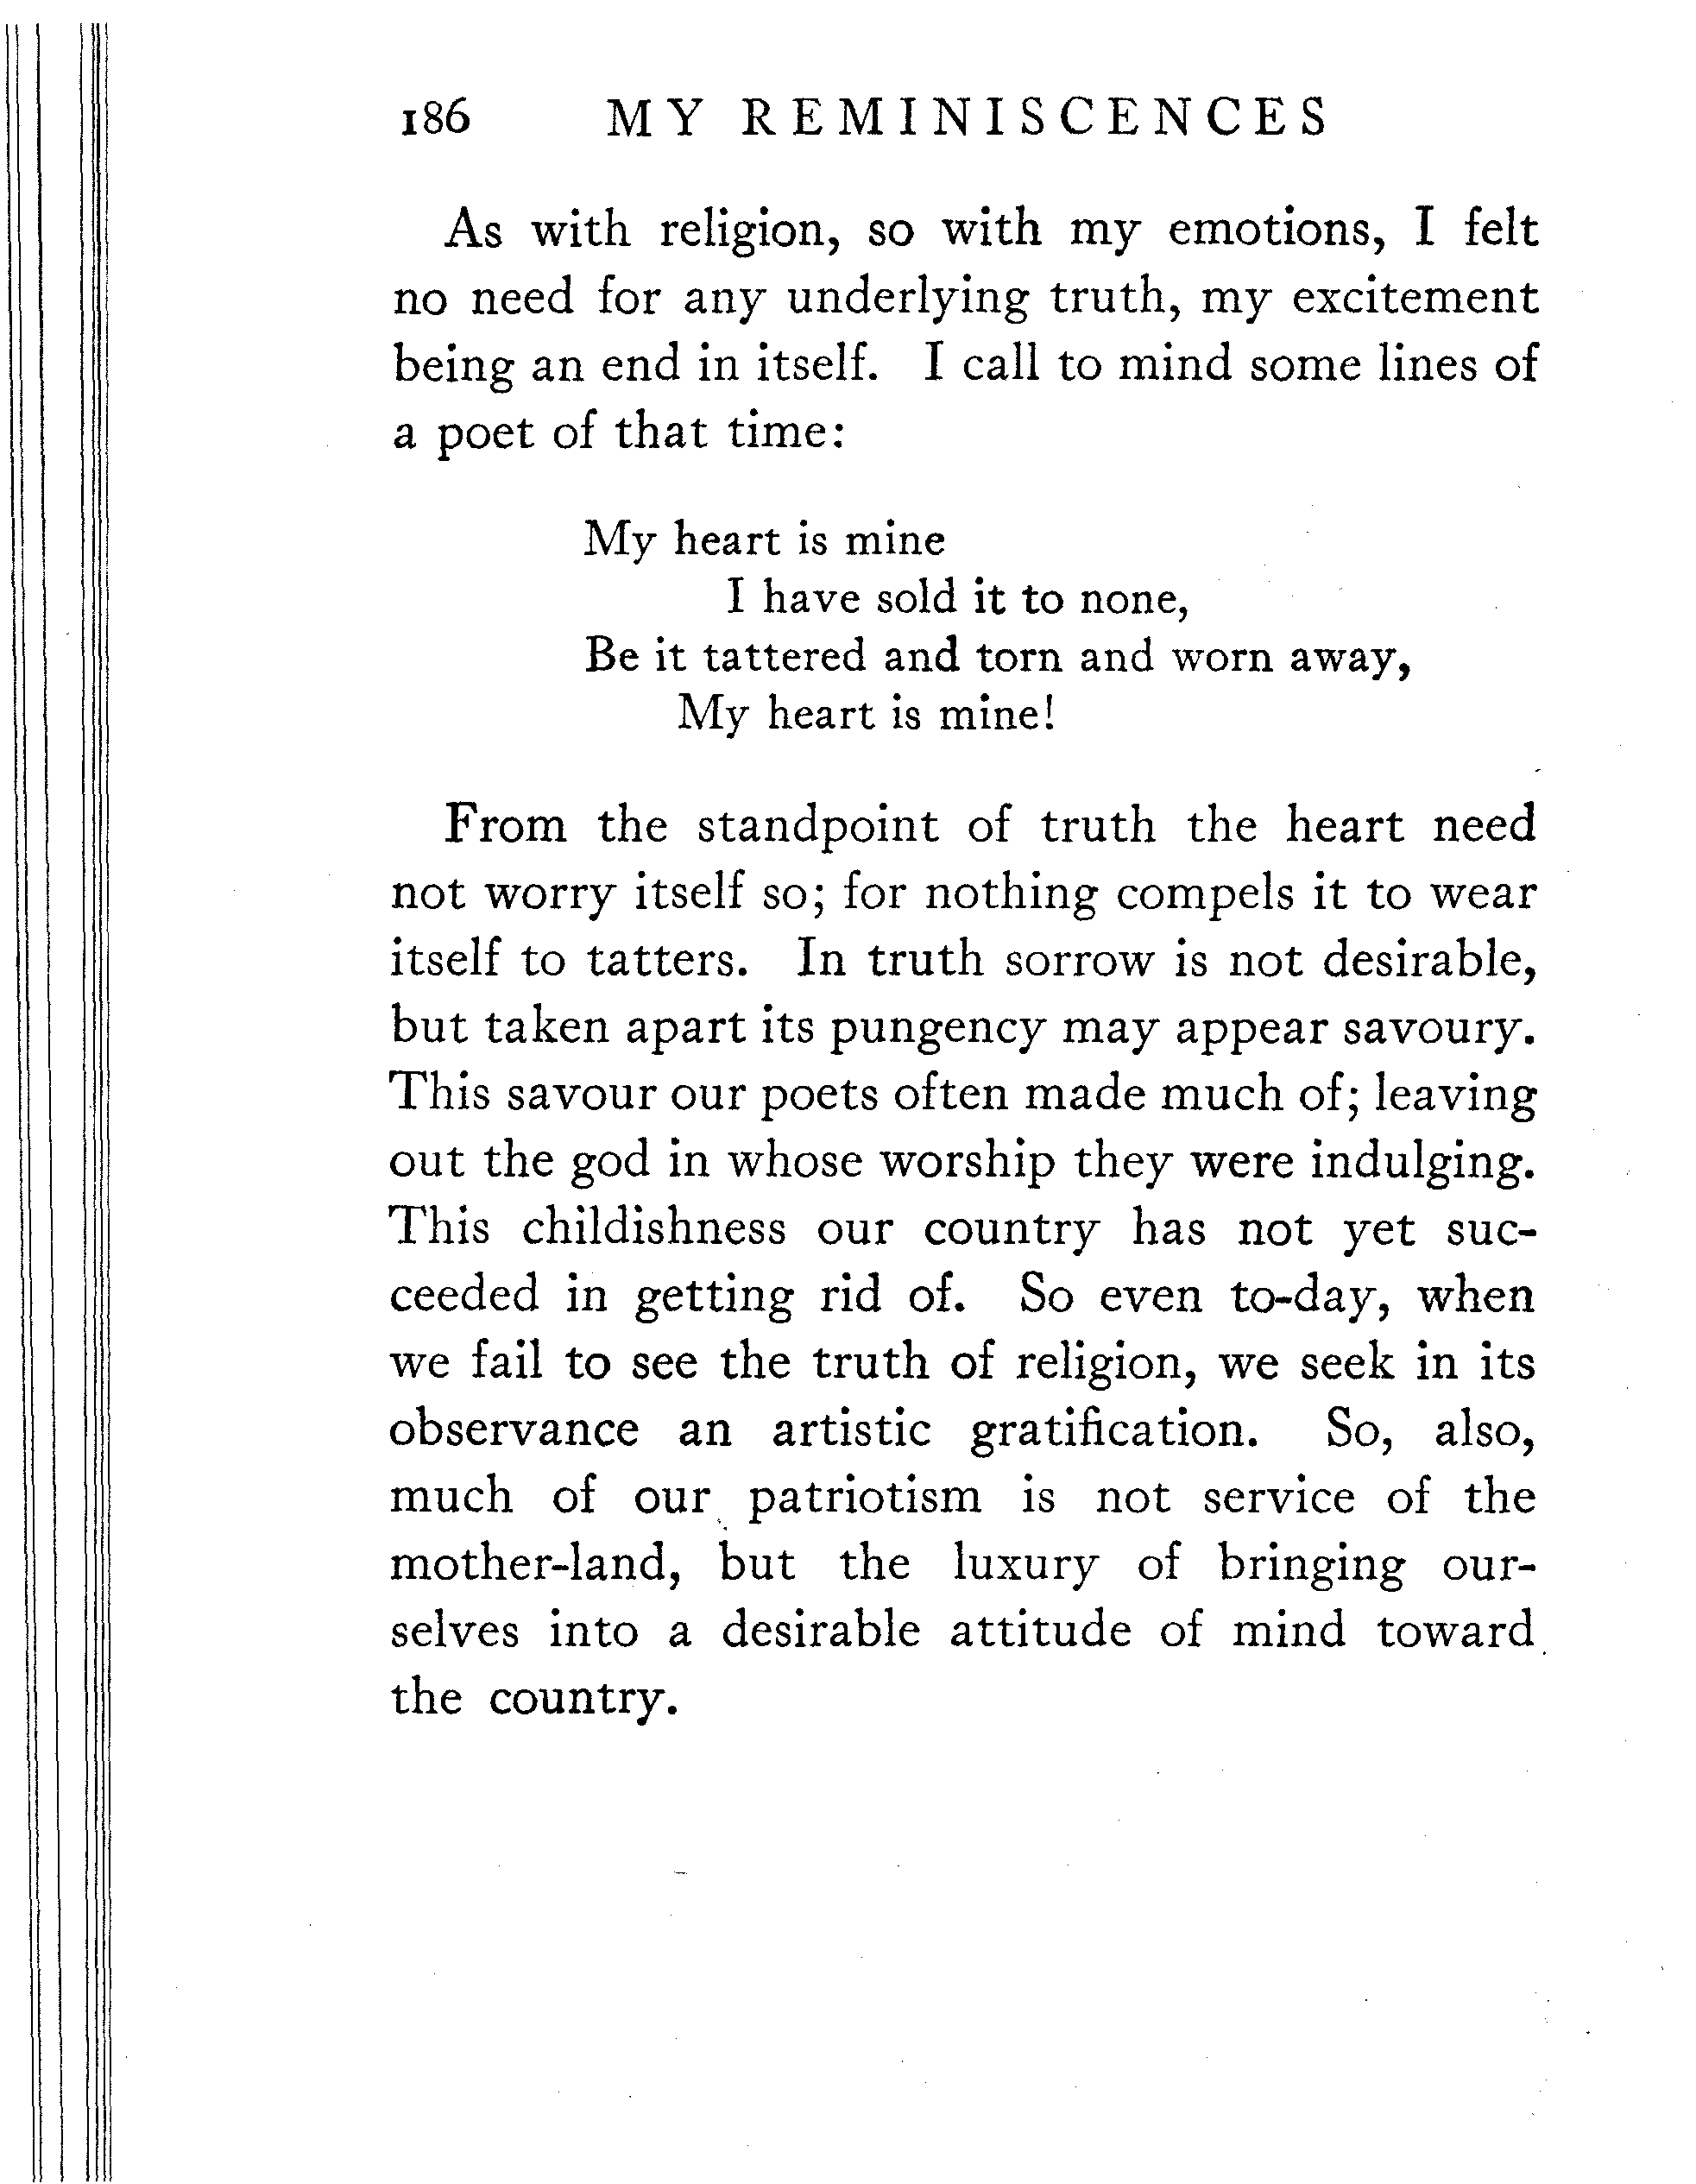 186 MY REMINISCENCES
As with religion, so with my emotions, I felt
no need for any underlying truth, my excitement
being an end in itself. I call to mind some lines of
a poet of that time:
My heart is mine
I have sold it to none,
Be it tattered and torn and worn away,
My heart is mine!
From the standpoint of truth the heart need
not worry itself so; for nothing compels it to wear
itself to tatters. In truth sorrow is not desirable,
but taken apart its pungency may appear savoury.
This savour our poets often made much of; leaving
out the god in whose worship they were indulging.
This childishness our country has not yet suc-
ceeded in getting rid of. So even to-day, when
we fail to see the truth of religion, we seek in its
observance an artistic gratification. So, also,
much of our patriotism is not service of the
mother-land, but the luxury of bringing our-
selves into a desirable attitude of mind toward
the country.